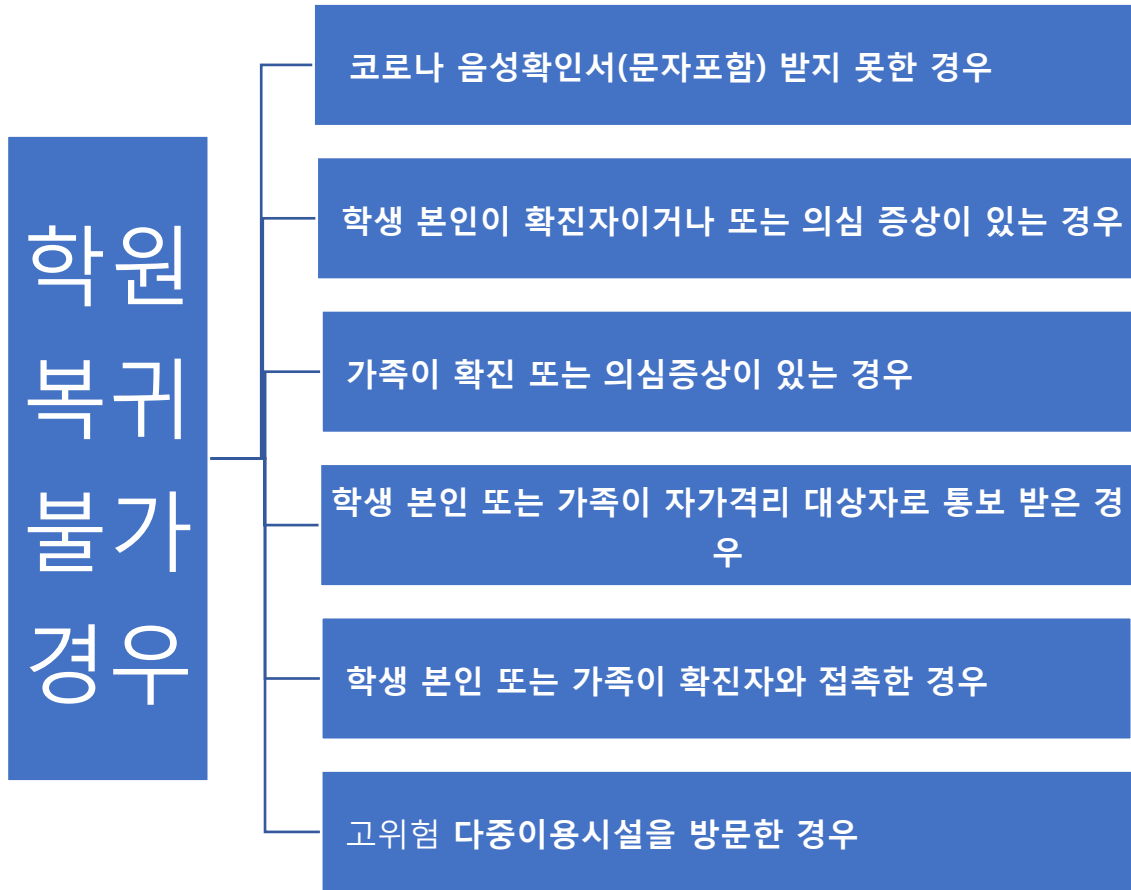 학원
복귀
불가
경우
코로나 음성확인서(문자포함) 받지 못한 경우
학생 본인이 확진자이거나 또는 의심 증상이 있는 경우
가족이 확진 또는 의심증상이 있는 경우
학생 본인 또는 가족이 자가격리 대상자로 통보 받은 경
우
학생 본인 또는 가족이 확진자와 접촉한 경우
고위험 다중이용시설을 방문한 경우